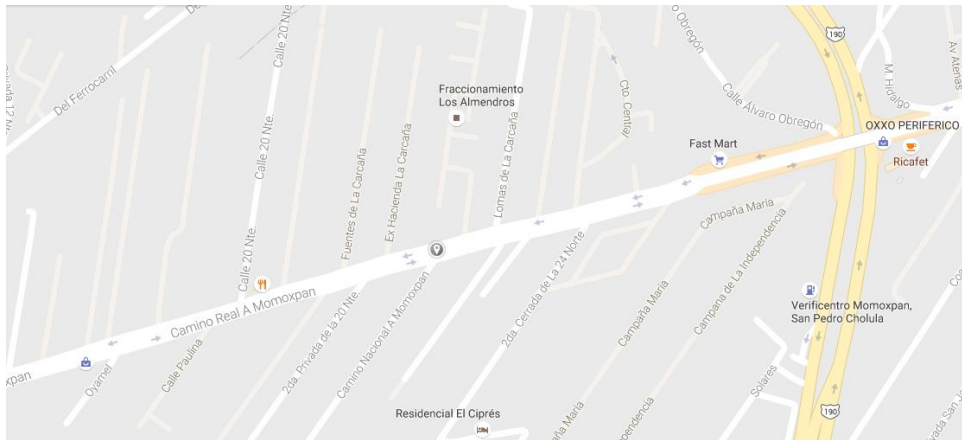 190
Del Ferrocarril
Calle 20 Nte.
Av Atenas
M. Hidalgo
Fraccionamiento
Los Almendros
Cto. Central
Calle Álvaro Obregón
OXXO PERIFERICO
Ricafet
Fast Mart
Lomas de La Carcaña
Ex Hacienda La Carcaña
Fuentes de La Carcaña
Calle 20 Nte.
Campaña María
Campana de La Independencia
2da. Cerrada de La 24 Norte
Camino Nacional A Momoxpan
Camino Real A Momoxpan
2da. Privada de la 20 Nte.
Calle Paulina
Oyamel
xpan
Campaña María
Verificentro Momoxpan,
San Pedro Cholula
Solares
Residencial El Ciprés
Campaña María
ependencia
190